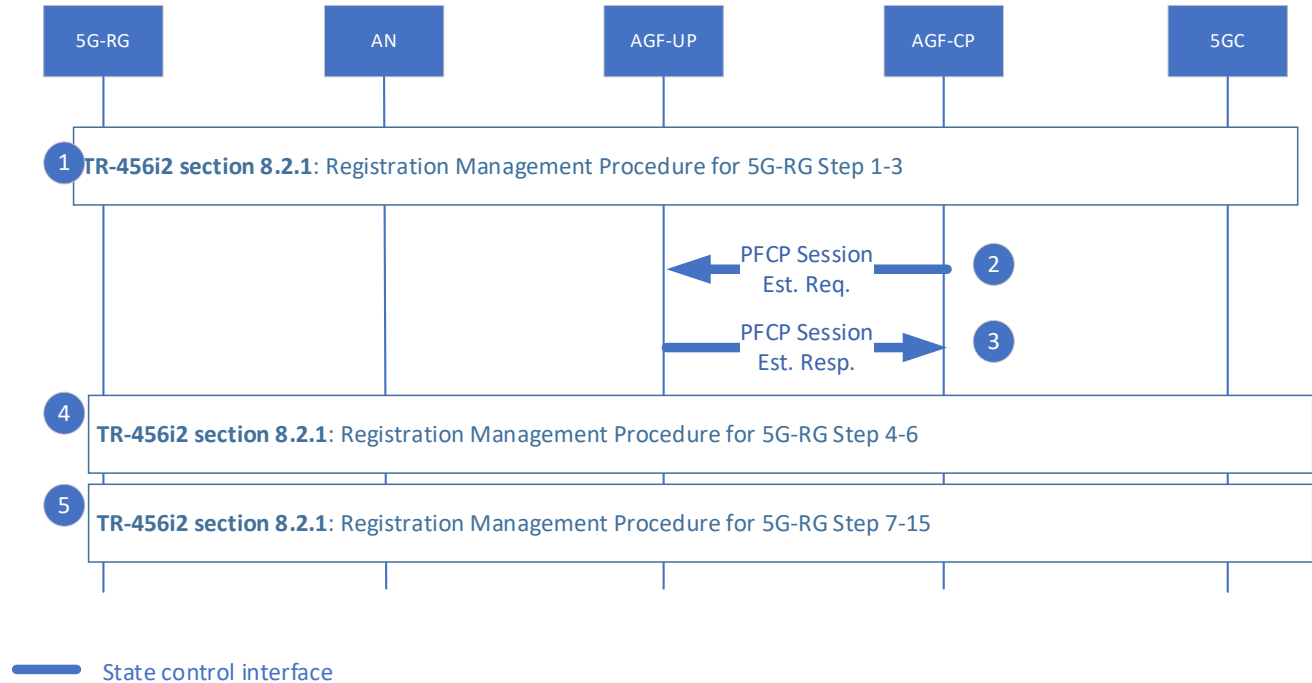 5G-RG AN AGF-UP AGF-CP 5GC
1 TR-456i2 section 8.2.1: Registration Management Procedure for 5G-RG Step 1-3
PFCP Session
Est. Req.
2
PFCP Session
Est. Resp.
3
4 TR-456i2 section 8.2.1: Registration Management Procedure for 5G-RG Step 4-6
5 TR-456i2 section 8.2.1: Registration Management Procedure for 5G-RG Step 7-15
State control interface